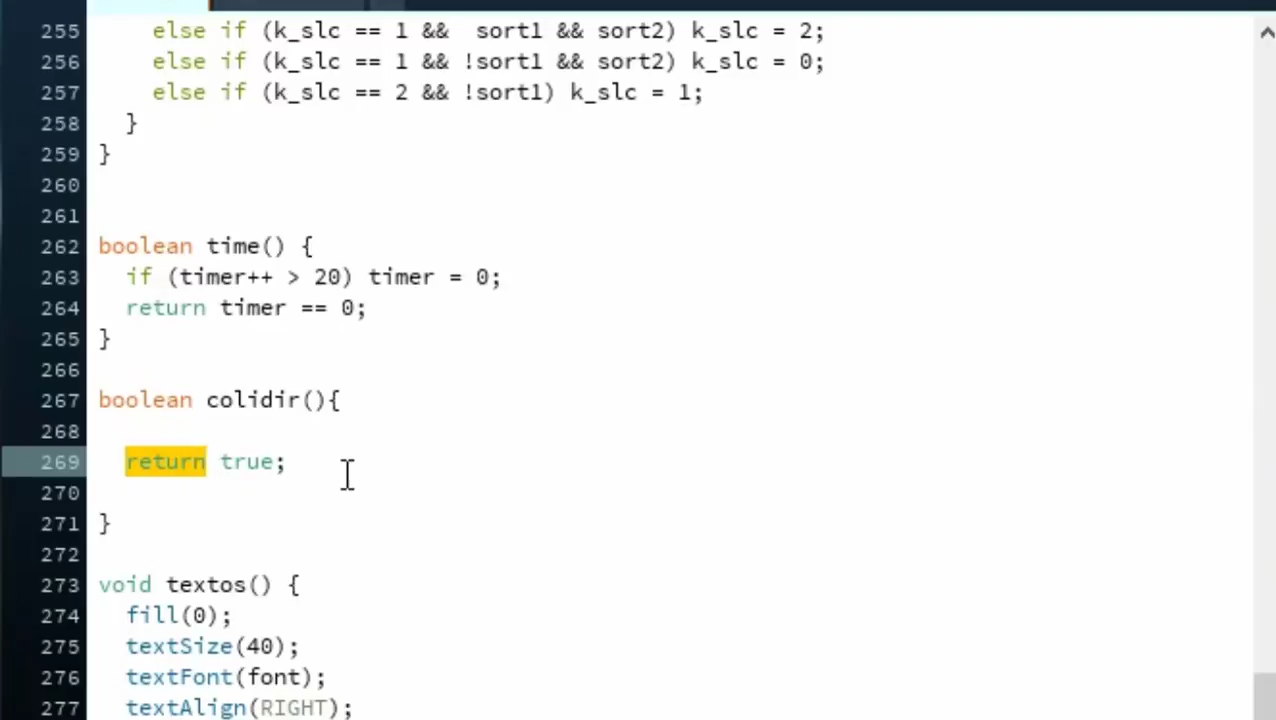 255 else if (k_slc == 1 &&  sort1 && sort2) k_slc = 2;
256 else if (k_slc == 1 && !sort1 && sort2) k_slc = 0;
257 else if (k_slc == 2 && !sort1) k_slc = 1;
258 }
259 }
260
261
262 boolean time() {
263 if (timer++ > 20) timer = 0;
264 return timer == 0;
265 }
266
267 boolean colidir(){
268
269 return true;
270
271 }
272
273 void textos() {
274 fill(0);
275 textSize(40);
276 textFont(font);
277 textAlign(RIGHT);